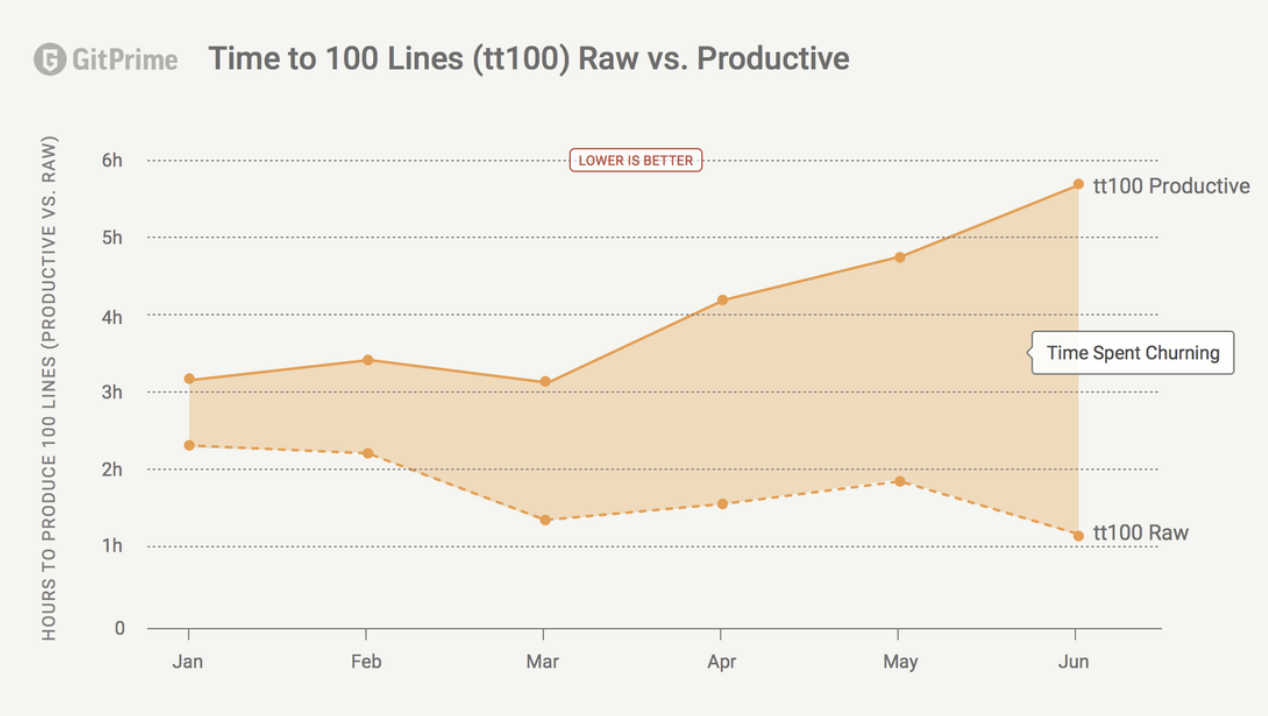 GitPrime
Time to 100 Lines (tt100) Raw vs. Productive
HOURS TO PRODUCE 100 LINES (PRODUCTIVE VS. RAW)
6h
LOWER IS BETTER
tt100 Productive
5h
4h
Time Spent Churning
3h
2h
tt100 Raw
1h
0
Jan
Feb
Mar
Apr
May
Jun